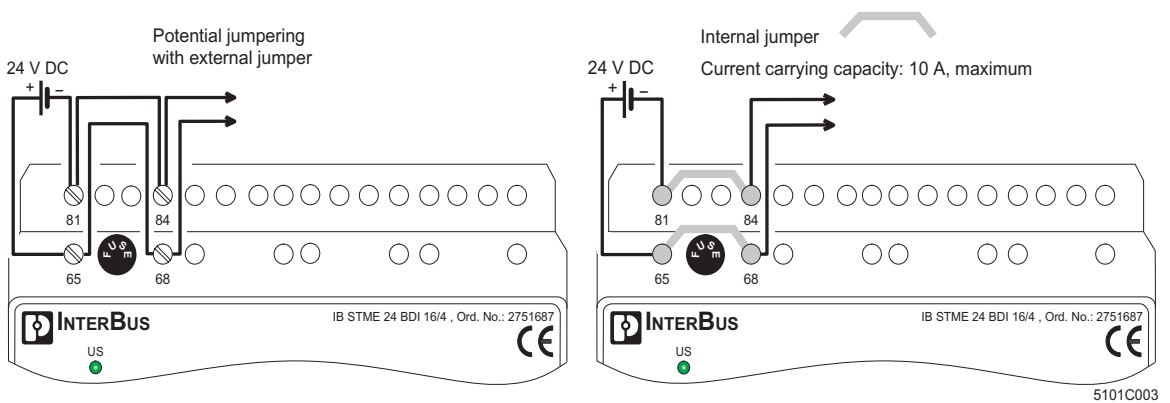 Potential jumpering
with external jumper
24 V DC
+ –
81 84
FUSE
65 68
INTERBUS
IB STME 24 BDI 16/4 , Ord. No.: 2751687
CE
US
Internal jumper
Current carrying capacity: 10 A, maximum
24 V DC
+ –
81 84
FUSE
65 68
INTERBUS
IB STME 24 BDI 16/4 , Ord. No.: 2751687
CE
US
5101C003